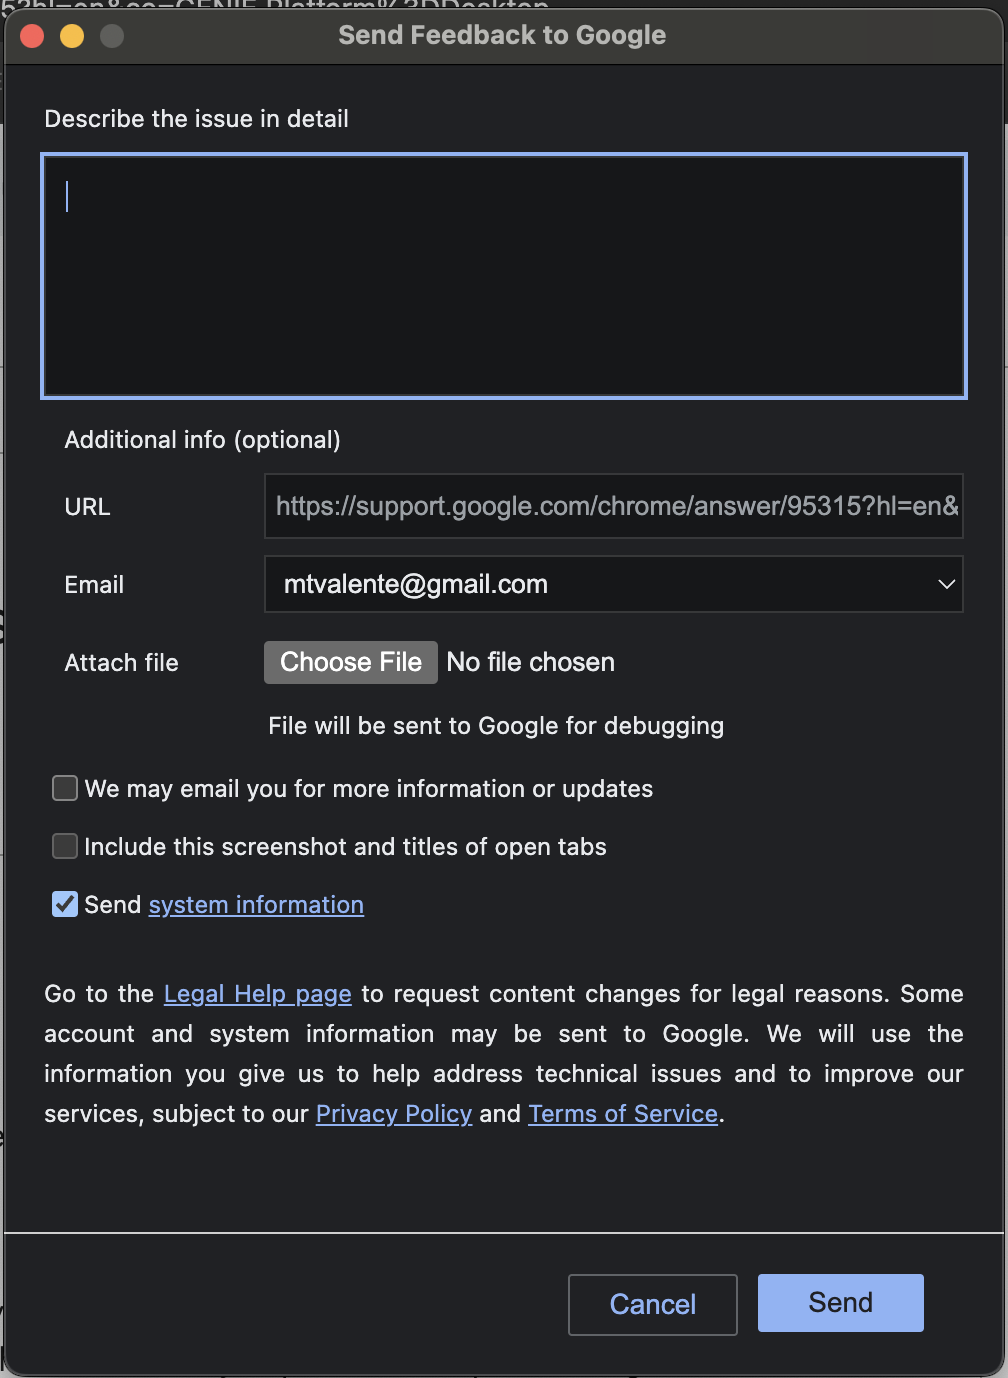 Send Feedback to Google
Describe the issue in detail
Additional info (optional)
URL https://support.google.com/chrome/answer/95315?hl=en&
Email mtvalente@gmail.com
Attach file Choose File No file chosen
File will be sent to Google for debugging
We may email you for more information or updates
Include this screenshot and titles of open tabs
Send system information
Go to the Legal Help page to request content changes for legal reasons. Some
account and system information may be sent to Google. We will use the
information you give us to help address technical issues and to improve our
services, subject to our Privacy Policy and Terms of Service.
Cancel Send